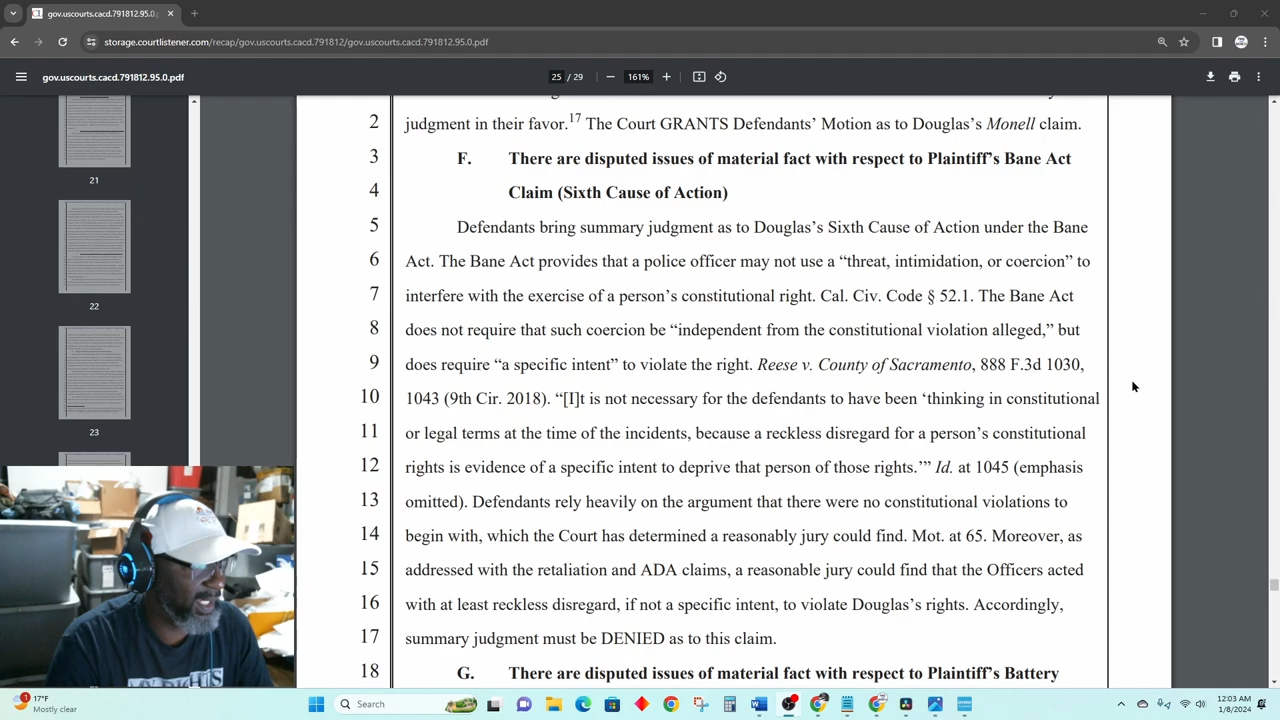 gov.uscourts.cacd.791812.95.0.p
storage.courtlistener.com/recap/gov.uscourts.cacd.791812/gov.uscourts.cacd.791812.95.0.pdf
gov.uscourts.cacd.791812.95.0.pdf
25 / 29
161%
21
22
23
2 judgment in their favor.17 The Court GRANTS Defendants’ Motion as to Douglas’s Monell claim.
3 F. There are disputed issues of material fact with respect to Plaintiff’s Bane Act
4 Claim (Sixth Cause of Action)
5 Defendants bring summary judgment as to Douglas’s Sixth Cause of Action under the Bane
6 Act. The Bane Act provides that a police officer may not use a “threat, intimidation, or coercion” to
7 interfere with the exercise of a person’s constitutional right. Cal. Civ. Code § 52.1. The Bane Act
8 does not require that such coercion be “independent from the constitutional violation alleged,” but
9 does require “a specific intent” to violate the right. Reese v. County of Sacramento, 888 F.3d 1030,
10 1043 (9th Cir. 2018). “[I]t is not necessary for the defendants to have been ‘thinking in constitutional
11 or legal terms at the time of the incidents, because a reckless disregard for a person’s constitutional
12 rights is evidence of a specific intent to deprive that person of those rights.’” Id. at 1045 (emphasis
13 omitted). Defendants rely heavily on the argument that there were no constitutional violations to
14 begin with, which the Court has determined a reasonably jury could find. Mot. at 65. Moreover, as
15 addressed with the retaliation and ADA claims, a reasonable jury could find that the Officers acted
16 with at least reckless disregard, if not a specific intent, to violate Douglas’s rights. Accordingly,
17 summary judgment must be DENIED as to this claim.
18 G. There are disputed issues of material fact with respect to Plaintiff’s Battery
17°F
Mostly clear
Search
12:03 AM
1/8/2024